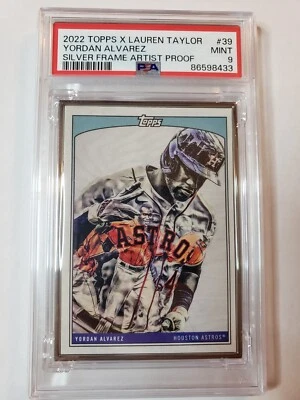 2022 TOPPS X LAUREN TAYLOR #39
YORDAN ALVAREZ MINT
SILVER FRAME ARTIST PROOF 9
PSA 86598433
Topps
H
ASTROS
YORDAN ALVAREZ HOUSTON ASTROS